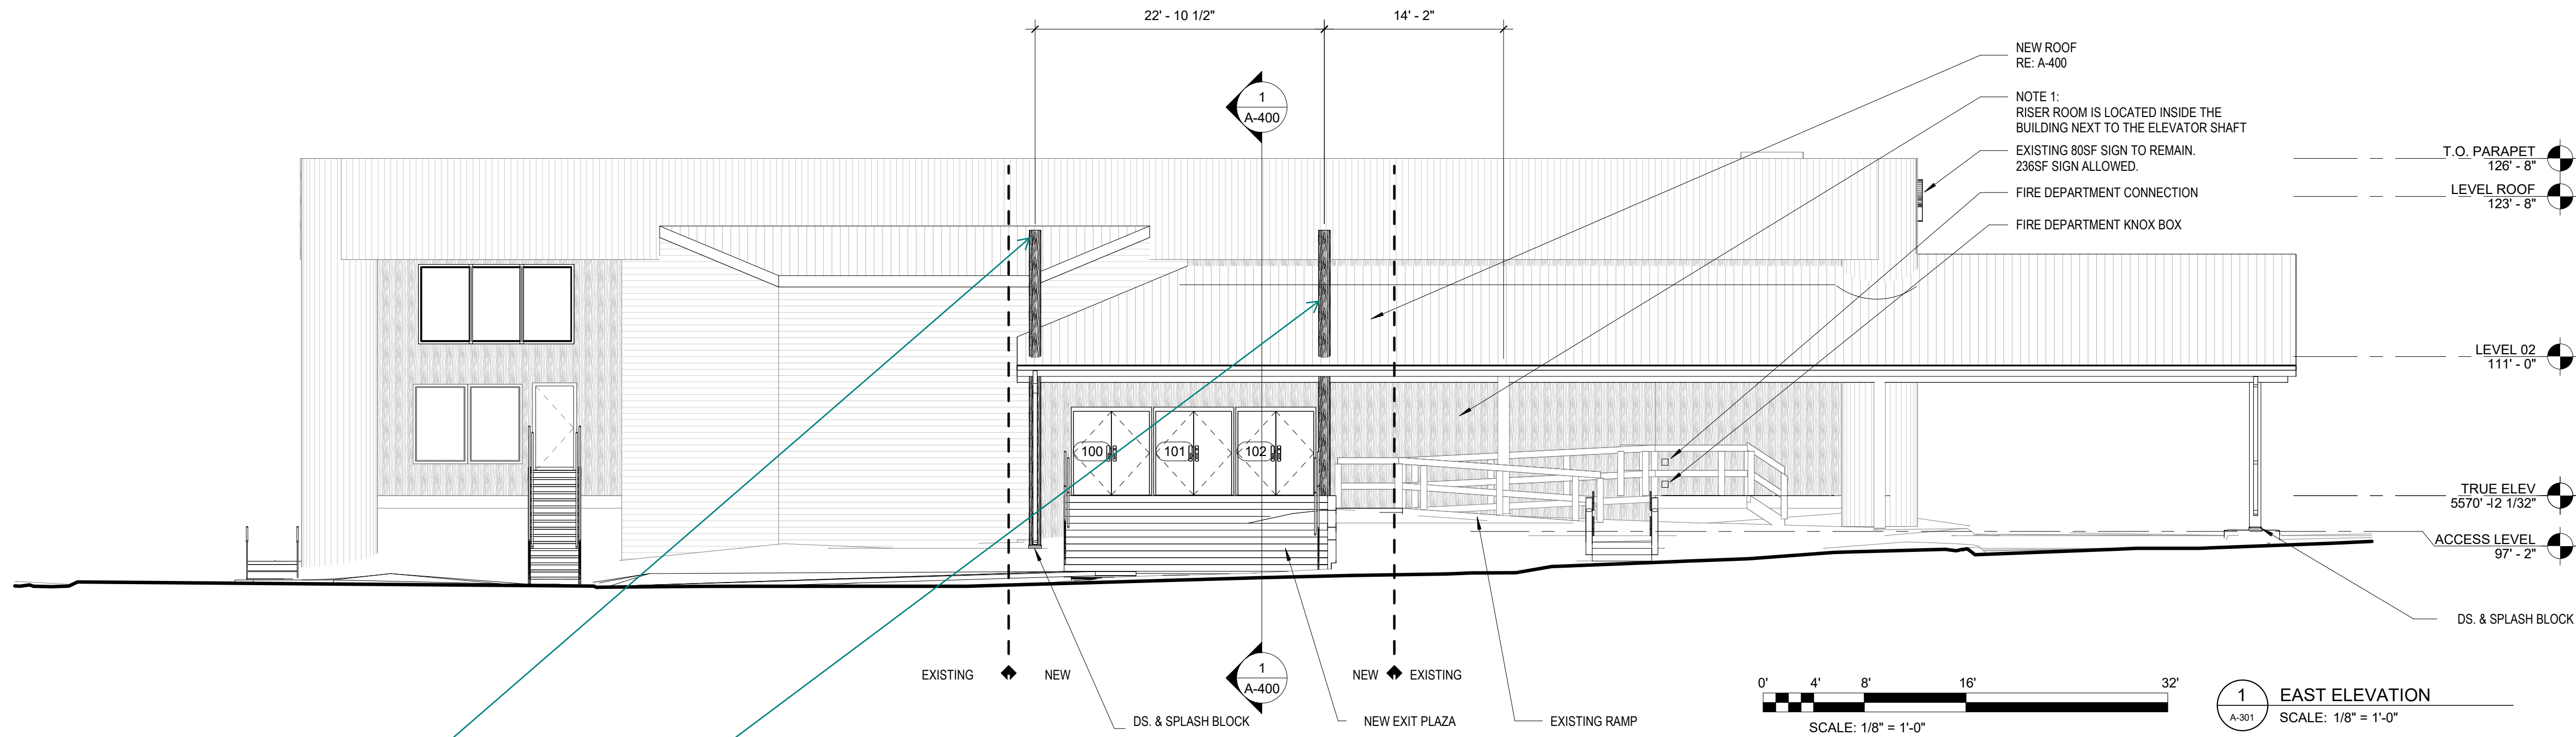 22' - 10 1/2"
14' - 2"
NEW ROOF
RE: A-400
NOTE 1:
RISER ROOM IS LOCATED INSIDE THE
BUILDING NEXT TO THE ELEVATOR SHAFT
EXISTING 80SF SIGN TO REMAIN.
236SF SIGN ALLOWED.
FIRE DEPARTMENT CONNECTION
FIRE DEPARTMENT KNOX BOX
1
A-400
T.O. PARAPET
126' - 8"
LEVEL ROOF
123' - 8"
LEVEL 02
111' - 0"
TRUE ELEV
5570' -12 1/32"
ACCESS LEVEL
97' - 2"
100
101
102
DS. & SPLASH BLOCK
EXISTING
NEW
1
A-400
NEW
EXISTING
DS. & SPLASH BLOCK
NEW EXIT PLAZA
EXISTING RAMP
0'
4'
8'
16'
32'
SCALE: 1/8" = 1'-0"
1
A-301
EAST ELEVATION
SCALE: 1/8" = 1'-0"